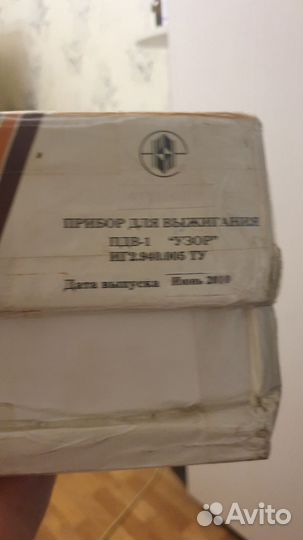 ПРИБОР ДЛЯ ВЫЖИГАНИЯ
ПДВ-1 "УЗОР"
ИГ2.940.005 ТУ
Дата выпуска Июнь 2010
Avito